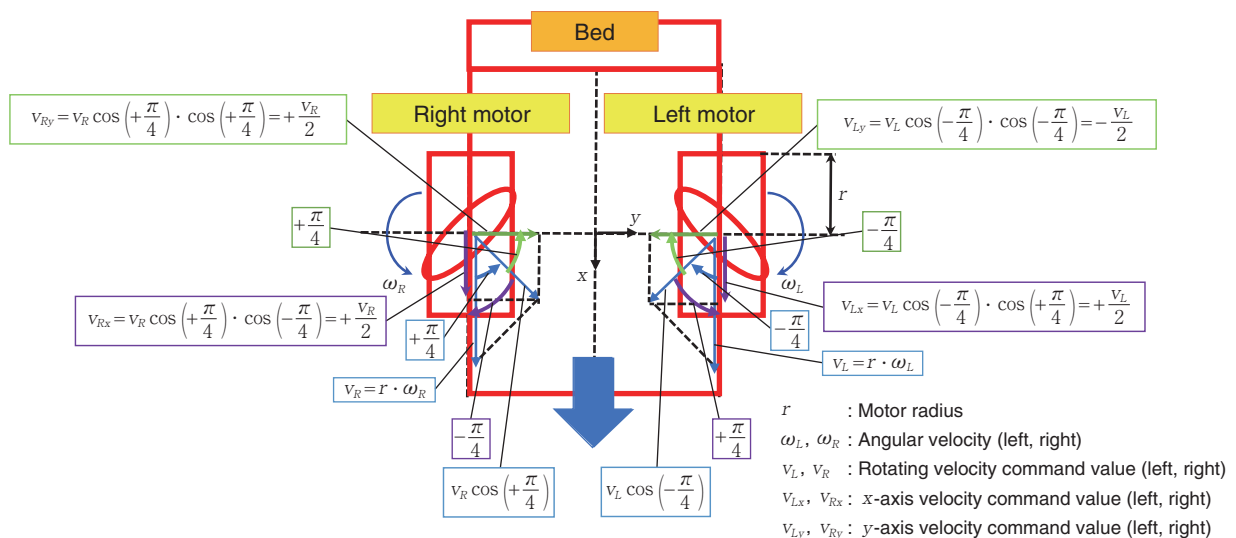 Bed
Right motor
Left motor
v_Ry = v_R cos(+π/4) · cos(+π/4) = +v_R/2
v_Ly = v_L cos(−π/4) · cos(−π/4) = −v_L/2
r
+π/4
y
−π/4
x
ω_R
ω_L
v_Rx = v_R cos(+π/4) · cos(−π/4) = +v_R/2
v_Lx = v_L cos(−π/4) · cos(+π/4) = +v_L/2
+π/4
−π/4
v_R = r · ω_R
v_L = r · ω_L
−π/4
+π/4
v_R cos(+π/4)
v_L cos(−π/4)
r : Motor radius
ω_L, ω_R : Angular velocity (left, right)
v_L, v_R : Rotating velocity command value (left, right)
v_Lx, v_Rx : x-axis velocity command value (left, right)
v_Ly, v_Ry : y-axis velocity command value (left, right)